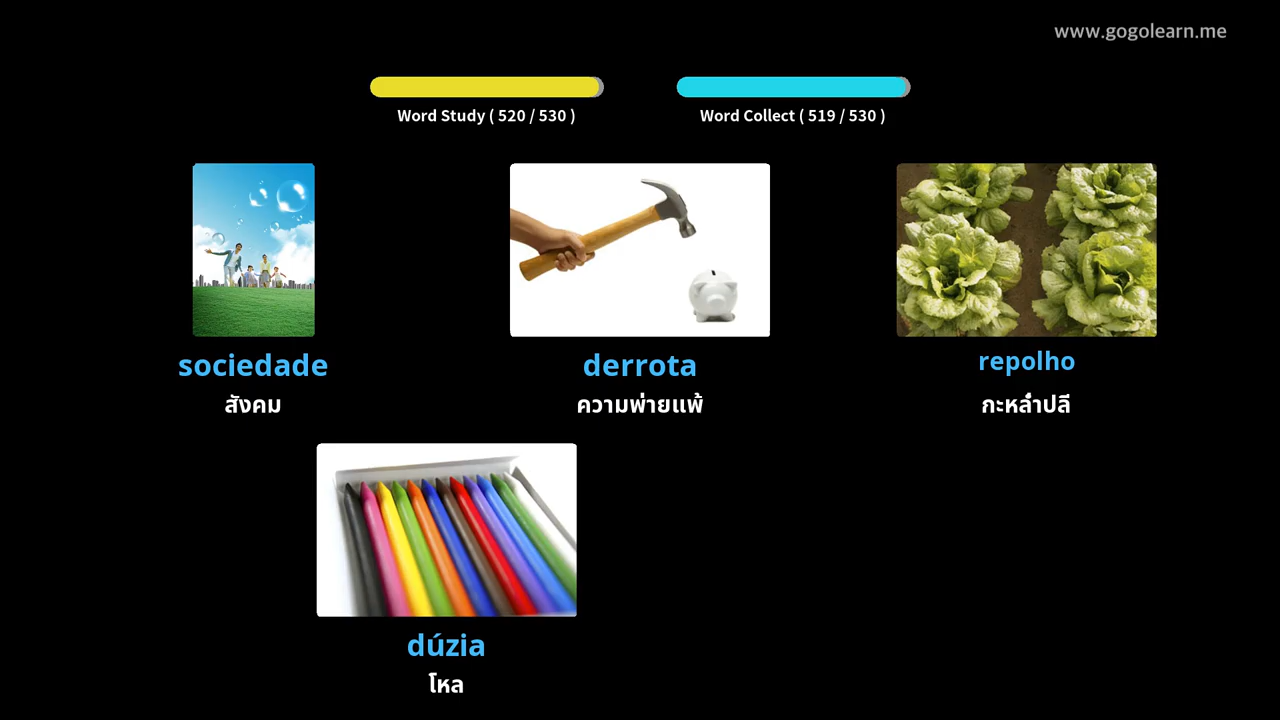 www.gogolearn.me
Word Study ( 520 / 530 )
Word Collect ( 519 / 530 )
sociedade
สังคม
derrota
ความพ่ายแพ้
repolho
กะหล่ำปลี
dúzia
โหล